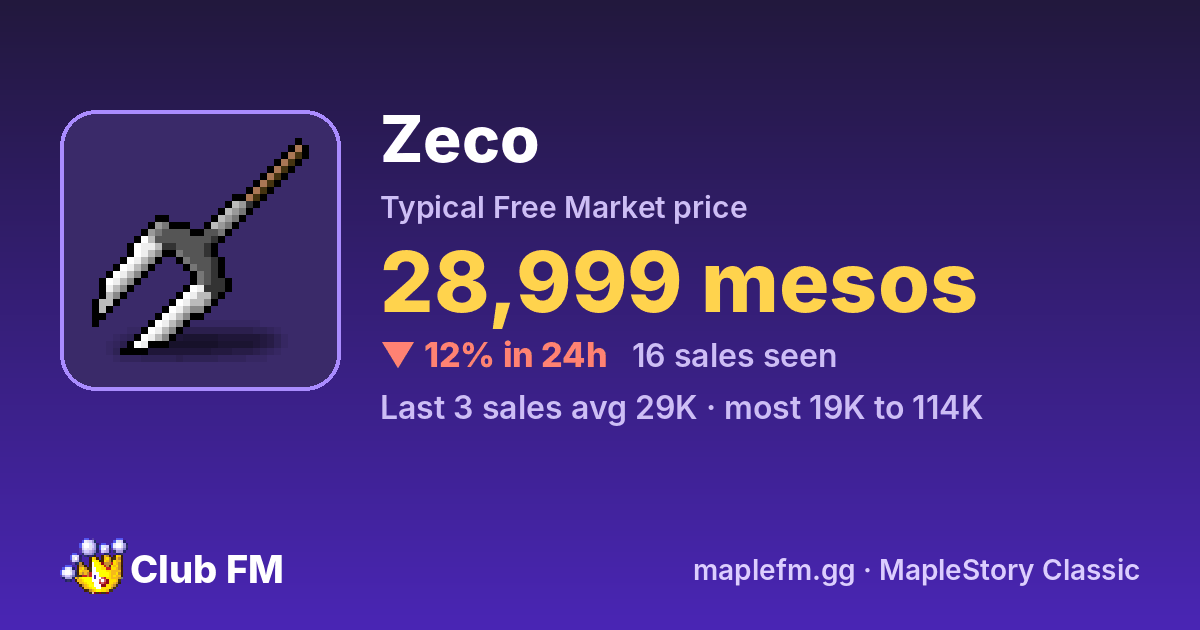 Zeco
Typical Free Market price
28,999 mesos
▼ 12% in 24h 16 sales seen
Last 3 sales avg 29K · most 19K to 114K
Club FM
maplefm.gg · MapleStory Classic